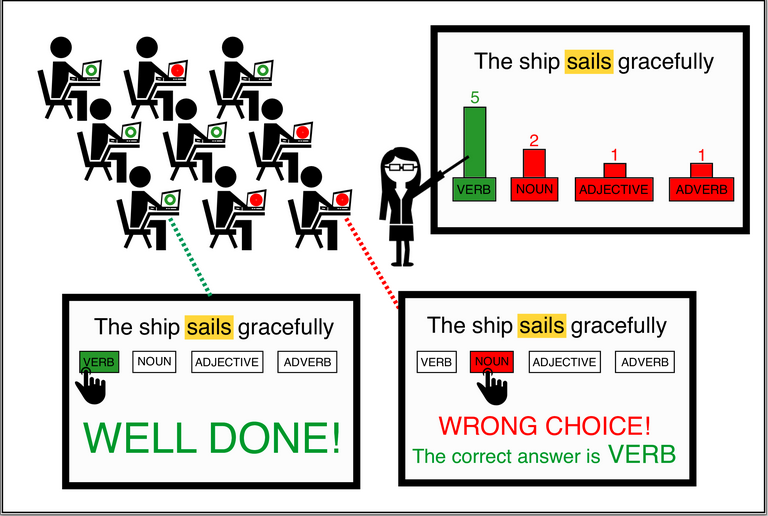 The ship sails gracefully
5
2
1
1
VERB NOUN ADJECTIVE ADVERB
The ship sails gracefully
VERB NOUN ADJECTIVE ADVERB
WELL DONE!
The ship sails gracefully
VERB NOUN ADJECTIVE ADVERB
WRONG CHOICE!
The correct answer is VERB